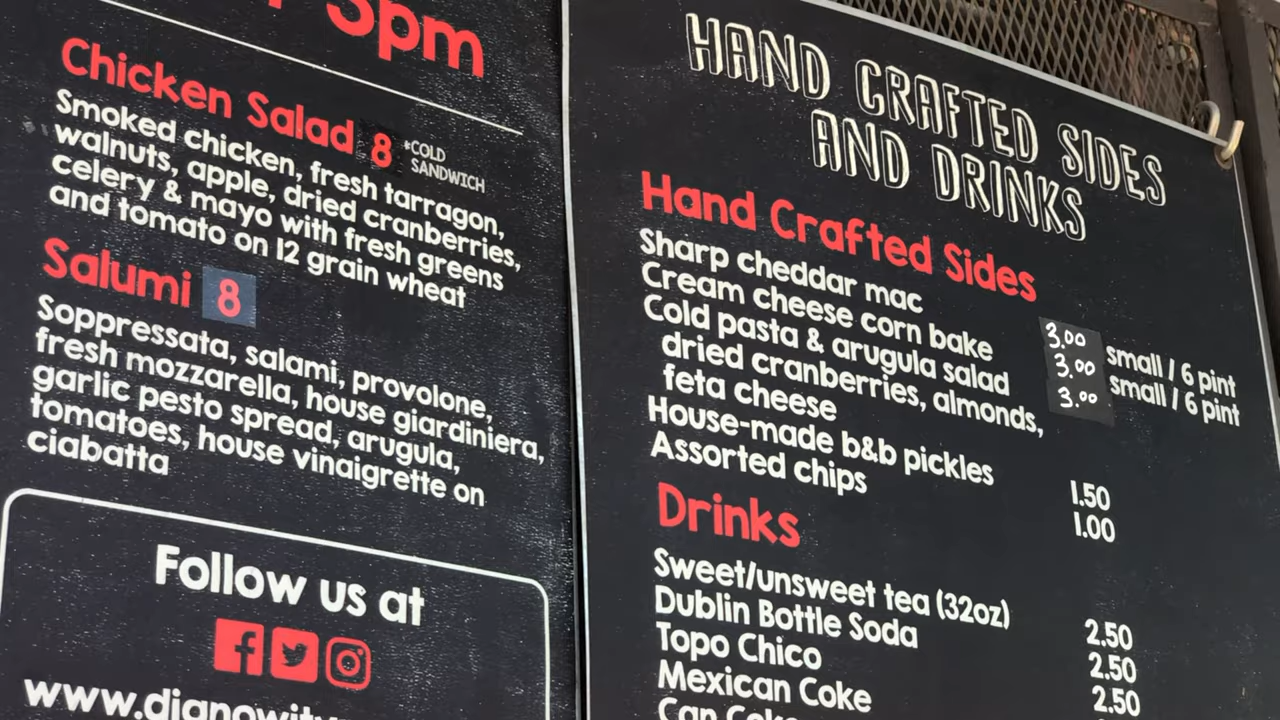 3pm
Chicken Salad 8 *COLD SANDWICH
Smoked chicken, fresh tarragon,
walnuts, apple, dried cranberries,
celery & mayo with fresh greens
and tomato on 12 grain wheat
Salumi 8
Soppressata, salami, provolone,
fresh mozzarella, house giardiniera,
garlic pesto spread, arugula,
tomatoes, house vinaigrette on
ciabatta
Follow us at
HAND CRAFTED SIDES
AND DRINKS
Hand Crafted Sides
Sharp cheddar mac 3.00 small / 6 pint
Cream cheese corn bake 3.00 small / 6 pint
Cold pasta & arugula salad 3.00
dried cranberries, almonds,
feta cheese
House-made b&b pickles 1.50
Assorted chips 1.00
Drinks
Sweet/unsweet tea (32oz) 2.50
Dublin Bottle Soda 2.50
Topo Chico 2.50
Mexican Coke
Can Coke